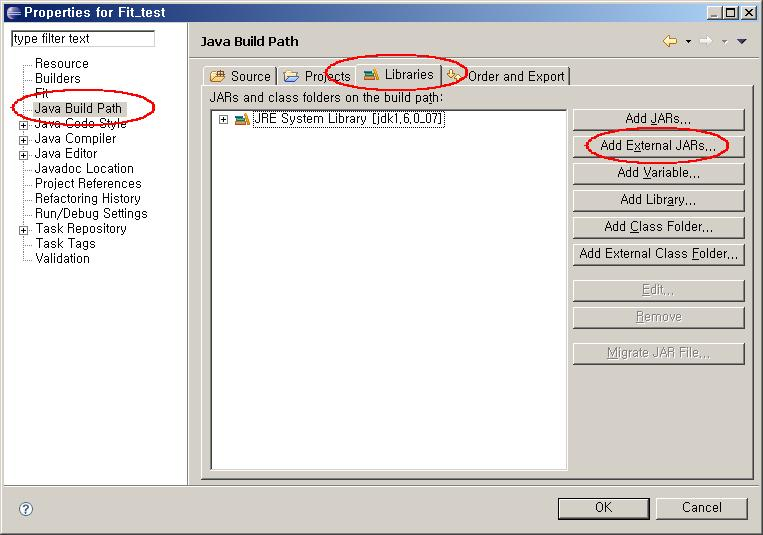 Properties for Fit_test
type filter text
Resource
Builders
Fit
Java Build Path
Java Code Style
Java Compiler
Java Editor
Javadoc Location
Project References
Refactoring History
Run/Debug Settings
Task Repository
Task Tags
Validation
Java Build Path
Source Projects Libraries Order and Export
JARs and class folders on the build path:
JRE System Library [jdk1.6.0_07]
Add JARs...
Add External JARs...
Add Variable...
Add Library...
Add Class Folder...
Add External Class Folder...
Edit...
Remove
Migrate JAR File...
OK Cancel